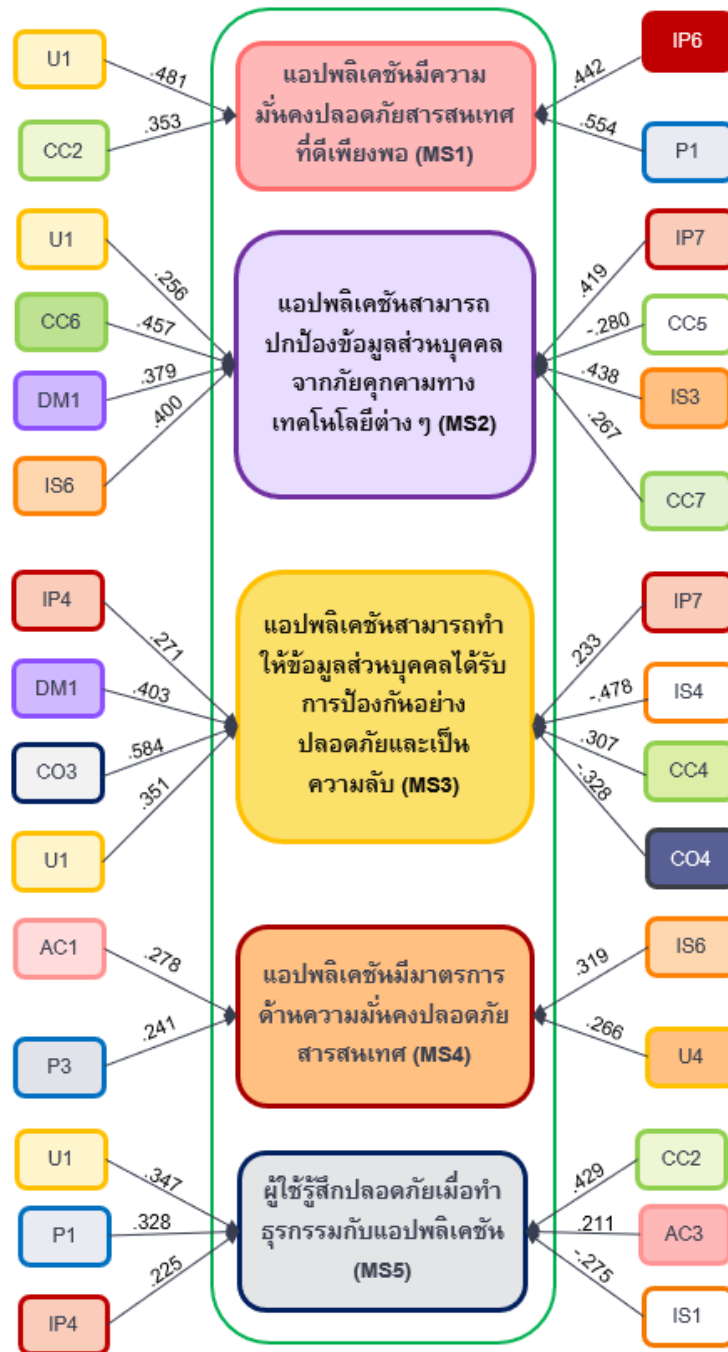 U1
.481
CC2
.353
แอปพลิเคชันมีความ
มั่นคงปลอดภัยสารสนเทศ
ที่ดีเพียงพอ (MS1)
IP6
.442
.554
P1
U1
.256
CC6
.457
DM1
.379
IS6
.400
แอปพลิเคชันสามารถ
ปกป้องข้อมูลส่วนบุคคล
จากภัยคุกคามทาง
เทคโนโลยีต่าง ๆ (MS2)
IP7
.419
-.280
CC5
.438
IS3
.267
CC7
IP4
.271
DM1
.403
CO3
.584
U1
.351
แอปพลิเคชันสามารถทำ
ให้ข้อมูลส่วนบุคคลได้รับ
การป้องกันอย่าง
ปลอดภัยและเป็น
ความลับ (MS3)
IP7
.233
-.478
IS4
.307
CC4
-.328
CO4
AC1
.278
P3
.241
แอปพลิเคชันมีมาตรการ
ด้านความมั่นคงปลอดภัย
สารสนเทศ (MS4)
IS6
.319
.266
U4
U1
.347
P1
.328
IP4
.225
ผู้ใช้รู้สึกปลอดภัยเมื่อทำ
ธุรกรรมกับแอปพลิเคชัน
(MS5)
CC2
.429
.211
AC3
-.275
IS1